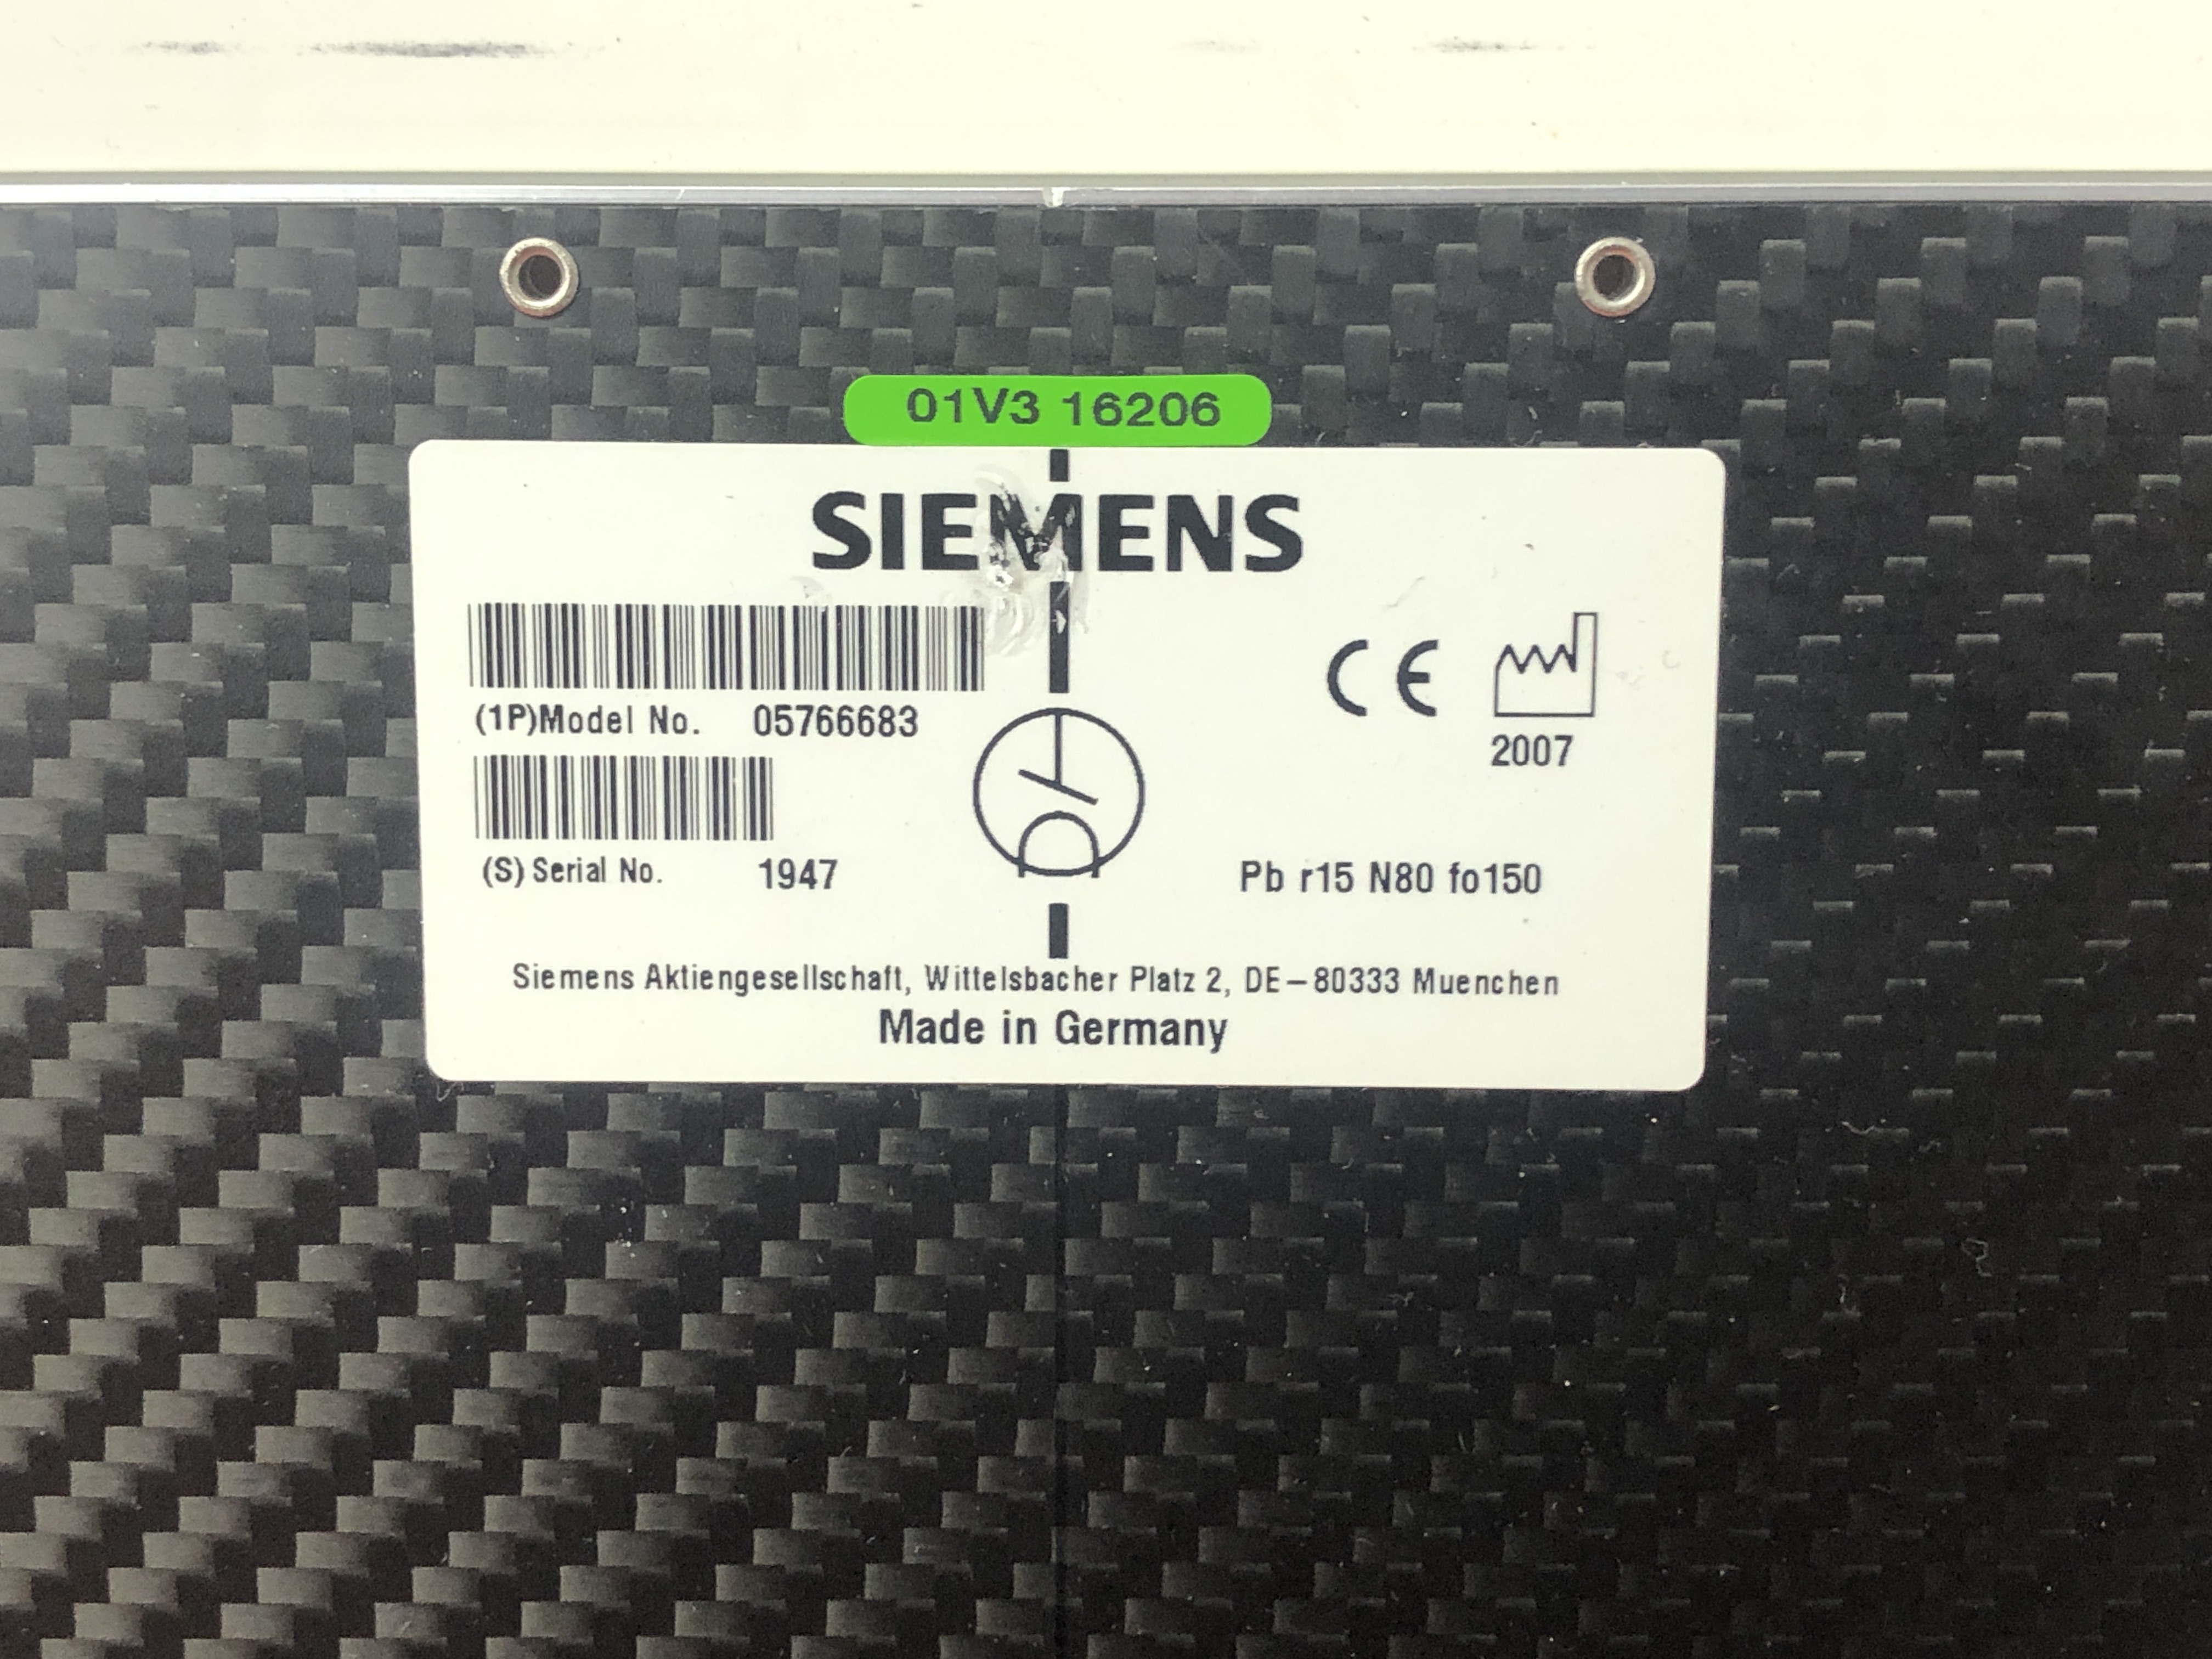 01V3 16206
SIEMENS
(1P)Model No. 05766683
CE
2007
(S) Serial No. 1947
Pb r15 N80 fo150
Siemens Aktiengesellschaft, Wittelsbacher Platz 2, DE-80333 Muenchen
Made in Germany